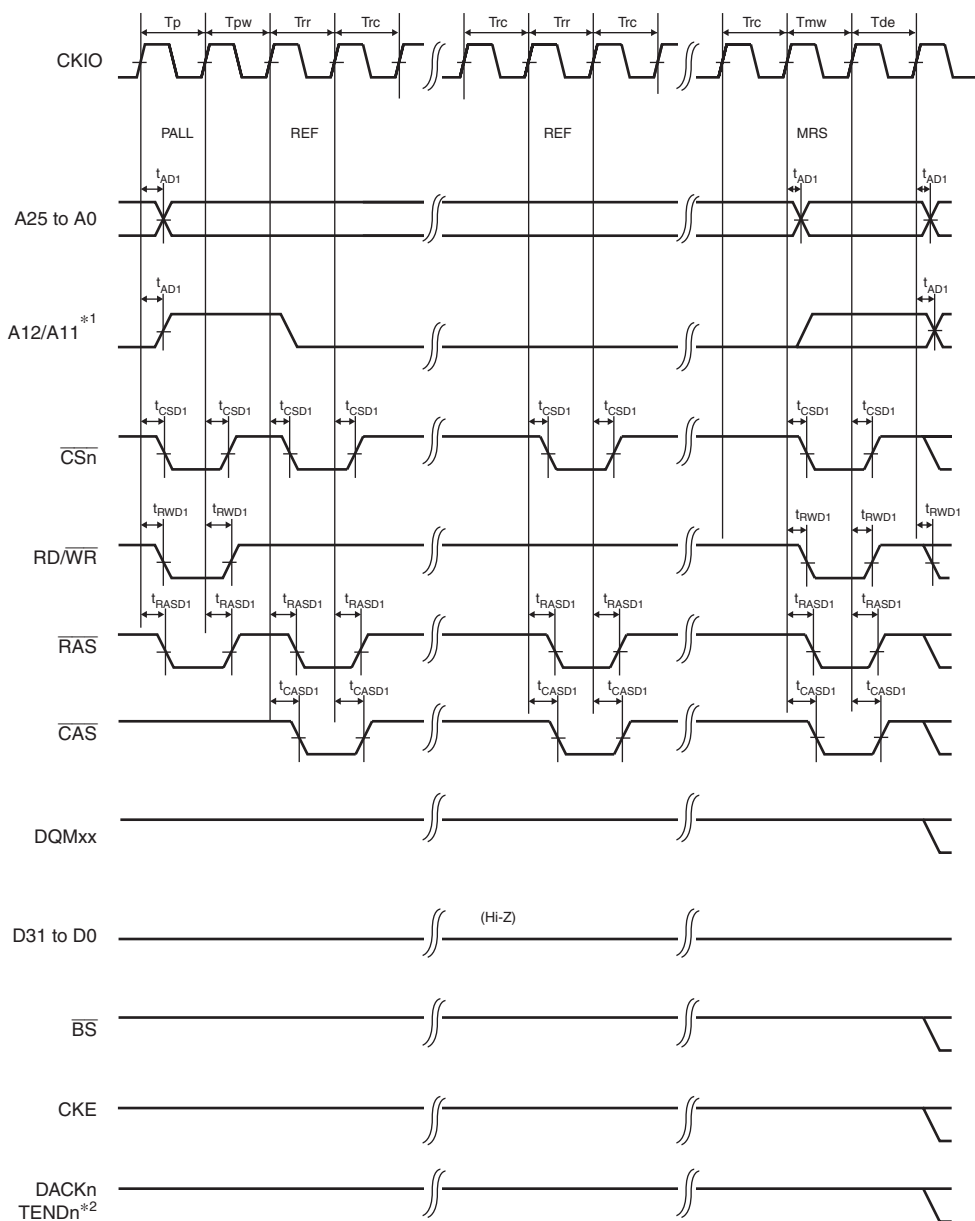 Tp Tpw Trr Trc Trc Trr Trc Trc Tmw Tde
CKIO
PALL REF REF MRS
tAD1 tAD1 tAD1
A25 to A0
tAD1 tAD1
A12/A11*1
tCSD1 tCSD1 tCSD1 tCSD1 tCSD1 tCSD1 tCSD1 tCSD1
CSn
tRWD1 tRWD1 tRWD1 tRWD1 tRWD1
RD/WR
tRASD1 tRASD1 tRASD1 tRASD1 tRASD1 tRASD1 tRASD1 tRASD1
RAS
tCASD1 tCASD1 tCASD1 tCASD1 tCASD1 tCASD1
CAS
DQMxx
(Hi-Z)
D31 to D0
BS
CKE
DACKn
TENDn*2